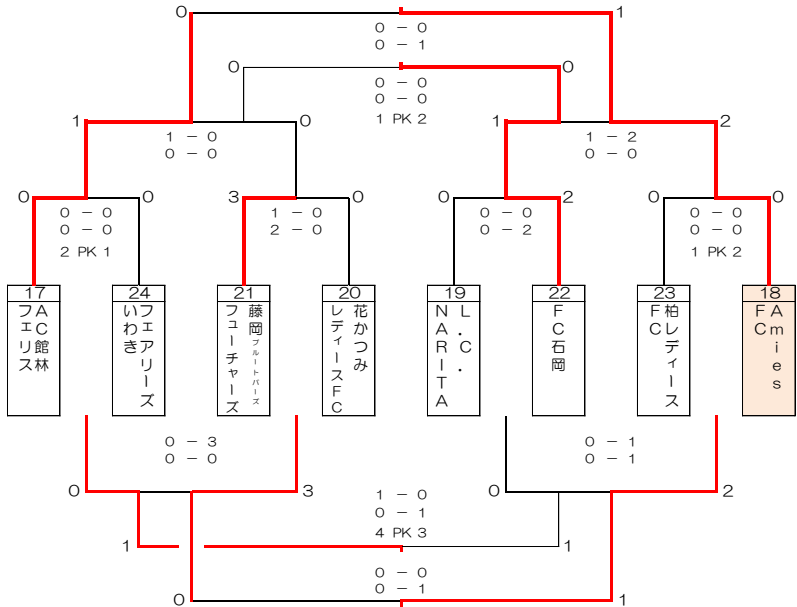 0 1
0 － 0
0 － 1
0 0
0 － 0
0 － 0
1 PK 2
1 0 1 2
1 － 0 1 － 2
0 － 0 0 － 0
0 0 3 0 0 2 0 0
0 － 0 1 － 0 0 － 0 0 － 0
0 － 0 2 － 0 0 － 2 0 － 0
2 PK 1 1 PK 2
17
AC館林
フェリス
24
フェアリーズ
いわき
21
藤岡ブルートパーズ
フューチャーズ
20
花かつみ
レディースFC
19
L.C.
NARITA
22
FC石岡
23
柏レディース
FC
18
Amies
FC
0 － 3 0 － 1
0 － 0 0 － 1
0 3 0 2
1 － 0
0 － 1
4 PK 3
1 1
0 － 0
0 － 1
0 1